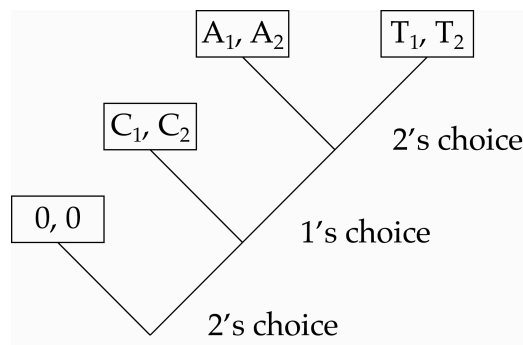 A₁, A₂
T₁, T₂
C₁, C₂
2's choice
0, 0
1's choice
2's choice